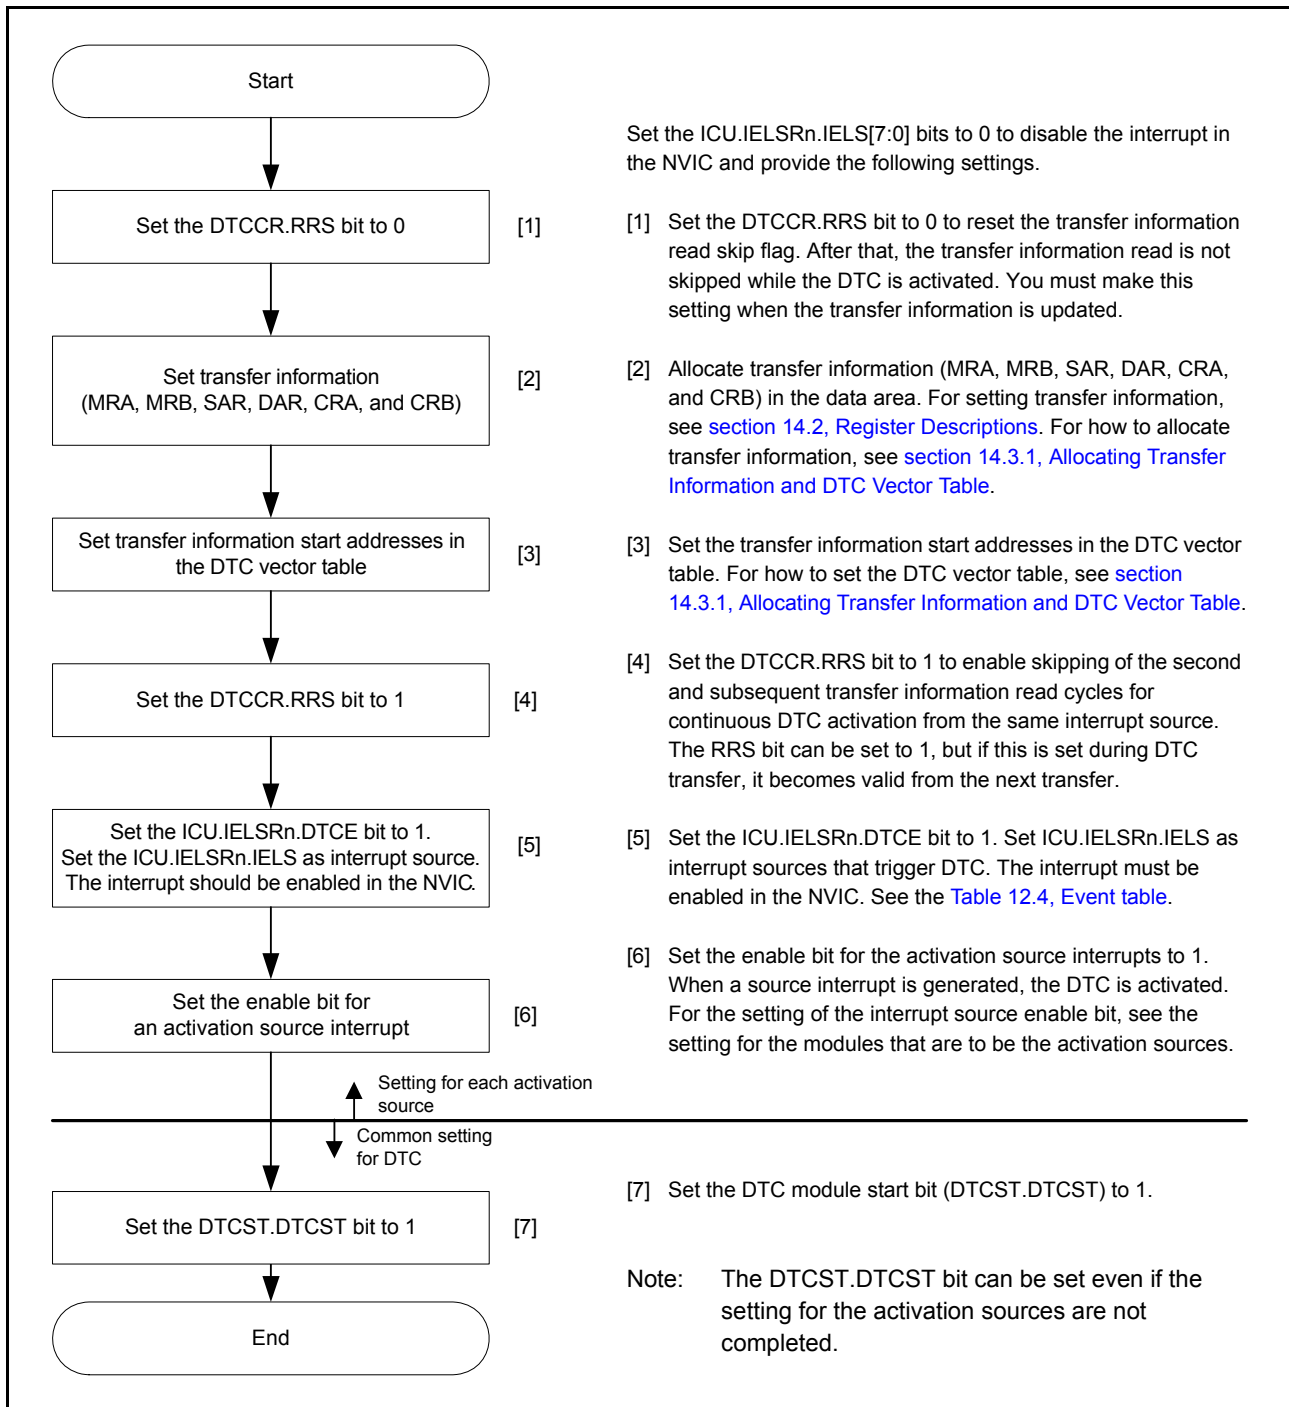 Start
Set the ICU.IELSRn.IELS[7:0] bits to 0 to disable the interrupt in
the NVIC and provide the following settings.
Set the DTCCR.RRS bit to 0
[1]
[1] Set the DTCCR.RRS bit to 0 to reset the transfer information
read skip flag. After that, the transfer information read is not
skipped while the DTC is activated. You must make this
setting when the transfer information is updated.
Set transfer information
(MRA, MRB, SAR, DAR, CRA, and CRB)
[2]
[2] Allocate transfer information (MRA, MRB, SAR, DAR, CRA,
and CRB) in the data area. For setting transfer information,
see section 14.2, Register Descriptions. For how to allocate
transfer information, see section 14.3.1, Allocating Transfer
Information and DTC Vector Table.
Set transfer information start addresses in
the DTC vector table
[3]
[3] Set the transfer information start addresses in the DTC vector
table. For how to set the DTC vector table, see section
14.3.1, Allocating Transfer Information and DTC Vector Table.
Set the DTCCR.RRS bit to 1
[4]
[4] Set the DTCCR.RRS bit to 1 to enable skipping of the second
and subsequent transfer information read cycles for
continuous DTC activation from the same interrupt source.
The RRS bit can be set to 1, but if this is set during DTC
transfer, it becomes valid from the next transfer.
Set the ICU.IELSRn.DTCE bit to 1.
Set the ICU.IELSRn.IELS as interrupt source.
The interrupt should be enabled in the NVIC.
[5]
[5] Set the ICU.IELSRn.DTCE bit to 1. Set ICU.IELSRn.IELS as
interrupt sources that trigger DTC. The interrupt must be
enabled in the NVIC. See the Table 12.4, Event table.
Set the enable bit for
an activation source interrupt
[6]
[6] Set the enable bit for the activation source interrupts to 1.
When a source interrupt is generated, the DTC is activated.
For the setting of the interrupt source enable bit, see the
setting for the modules that are to be the activation sources.
Setting for each activation
source
Common setting
for DTC
Set the DTCST.DTCST bit to 1
[7]
[7] Set the DTC module start bit (DTCST.DTCST) to 1.
Note: The DTCST.DTCST bit can be set even if the
setting for the activation sources are not
completed.
End